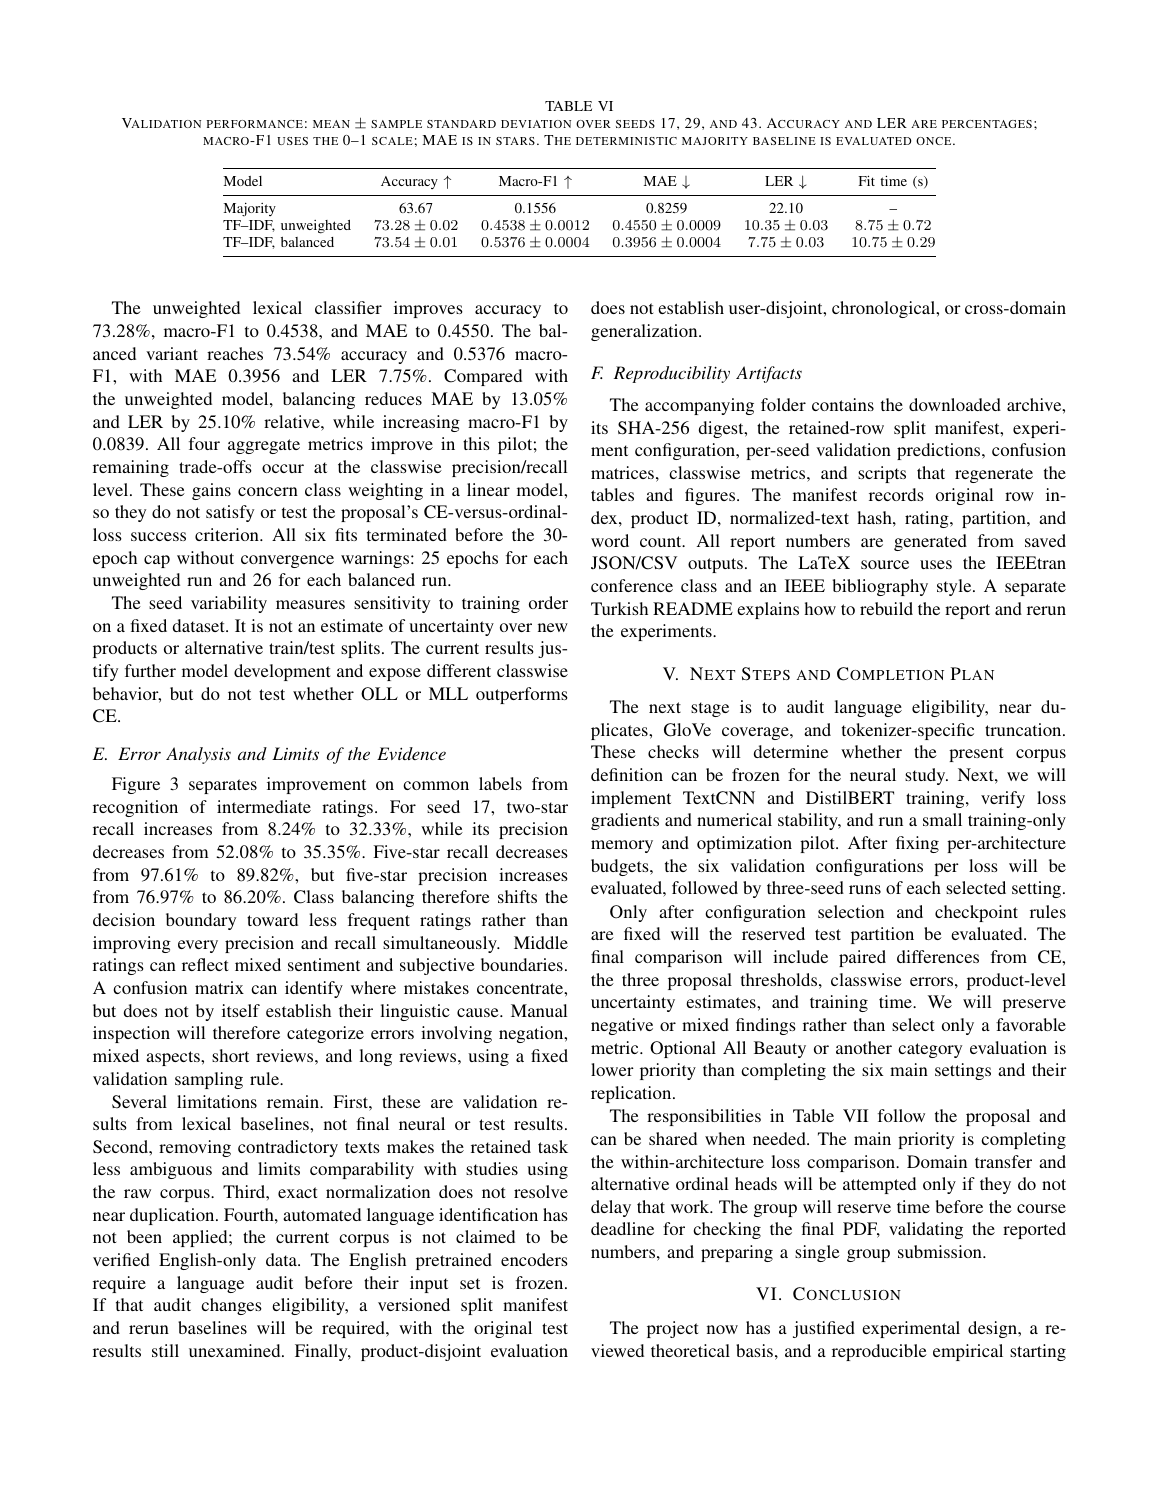 TABLE VI
VALIDATION PERFORMANCE: MEAN ± SAMPLE STANDARD DEVIATION OVER SEEDS 17, 29, AND 43. ACCURACY AND LER ARE PERCENTAGES;
MACRO-F1 USES THE 0–1 SCALE; MAE IS IN STARS. THE DETERMINISTIC MAJORITY BASELINE IS EVALUATED ONCE.
Model Accuracy ↑ Macro-F1 ↑ MAE ↓ LER ↓ Fit time (s)
Majority 63.67 0.1556 0.8259 22.10 –
TF–IDF, unweighted 73.28 ± 0.02 0.4538 ± 0.0012 0.4550 ± 0.0009 10.35 ± 0.03 8.75 ± 0.72
TF–IDF, balanced 73.54 ± 0.01 0.5376 ± 0.0004 0.3956 ± 0.0004 7.75 ± 0.03 10.75 ± 0.29
The unweighted lexical classifier improves accuracy to
73.28%, macro-F1 to 0.4538, and MAE to 0.4550. The bal-
anced variant reaches 73.54% accuracy and 0.5376 macro-
F1, with MAE 0.3956 and LER 7.75%. Compared with
the unweighted model, balancing reduces MAE by 13.05%
and LER by 25.10% relative, while increasing macro-F1 by
0.0839. All four aggregate metrics improve in this pilot; the
remaining trade-offs occur at the classwise precision/recall
level. These gains concern class weighting in a linear model,
so they do not satisfy or test the proposal's CE-versus-ordinal-
loss success criterion. All six fits terminated before the 30-
epoch cap without convergence warnings: 25 epochs for each
unweighted run and 26 for each balanced run.
The seed variability measures sensitivity to training order
on a fixed dataset. It is not an estimate of uncertainty over new
products or alternative train/test splits. The current results jus-
tify further model development and expose different classwise
behavior, but do not test whether OLL or MLL outperforms
CE.
E. Error Analysis and Limits of the Evidence
Figure 3 separates improvement on common labels from
recognition of intermediate ratings. For seed 17, two-star
recall increases from 8.24% to 32.33%, while its precision
decreases from 52.08% to 35.35%. Five-star recall decreases
from 97.61% to 89.82%, but five-star precision increases
from 76.97% to 86.20%. Class balancing therefore shifts the
decision boundary toward less frequent ratings rather than
improving every precision and recall simultaneously. Middle
ratings can reflect mixed sentiment and subjective boundaries.
A confusion matrix can identify where mistakes concentrate,
but does not by itself establish their linguistic cause. Manual
inspection will therefore categorize errors involving negation,
mixed aspects, short reviews, and long reviews, using a fixed
validation sampling rule.
Several limitations remain. First, these are validation re-
sults from lexical baselines, not final neural or test results.
Second, removing contradictory texts makes the retained task
less ambiguous and limits comparability with studies using
the raw corpus. Third, exact normalization does not resolve
near duplication. Fourth, automated language identification has
not been applied; the current corpus is not claimed to be
verified English-only data. The English pretrained encoders
require a language audit before their input set is frozen.
If that audit changes eligibility, a versioned split manifest
and rerun baselines will be required, with the original test
results still unexamined. Finally, product-disjoint evaluation
does not establish user-disjoint, chronological, or cross-domain
generalization.
F. Reproducibility Artifacts
The accompanying folder contains the downloaded archive,
its SHA-256 digest, the retained-row split manifest, experi-
ment configuration, per-seed validation predictions, confusion
matrices, classwise metrics, and scripts that regenerate the
tables and figures. The manifest records original row in-
dex, product ID, normalized-text hash, rating, partition, and
word count. All report numbers are generated from saved
JSON/CSV outputs. The LaTeX source uses the IEEEtran
conference class and an IEEE bibliography style. A separate
Turkish README explains how to rebuild the report and rerun
the experiments.
V. NEXT STEPS AND COMPLETION PLAN
The next stage is to audit language eligibility, near du-
plicates, GloVe coverage, and tokenizer-specific truncation.
These checks will determine whether the present corpus
definition can be frozen for the neural study. Next, we will
implement TextCNN and DistilBERT training, verify loss
gradients and numerical stability, and run a small training-only
memory and optimization pilot. After fixing per-architecture
budgets, the six validation configurations per loss will be
evaluated, followed by three-seed runs of each selected setting.
Only after configuration selection and checkpoint rules
are fixed will the reserved test partition be evaluated. The
final comparison will include paired differences from CE,
the three proposal thresholds, classwise errors, product-level
uncertainty estimates, and training time. We will preserve
negative or mixed findings rather than select only a favorable
metric. Optional All Beauty or another category evaluation is
lower priority than completing the six main settings and their
replication.
The responsibilities in Table VII follow the proposal and
can be shared when needed. The main priority is completing
the within-architecture loss comparison. Domain transfer and
alternative ordinal heads will be attempted only if they do not
delay that work. The group will reserve time before the course
deadline for checking the final PDF, validating the reported
numbers, and preparing a single group submission.
VI. CONCLUSION
The project now has a justified experimental design, a re-
viewed theoretical basis, and a reproducible empirical starting